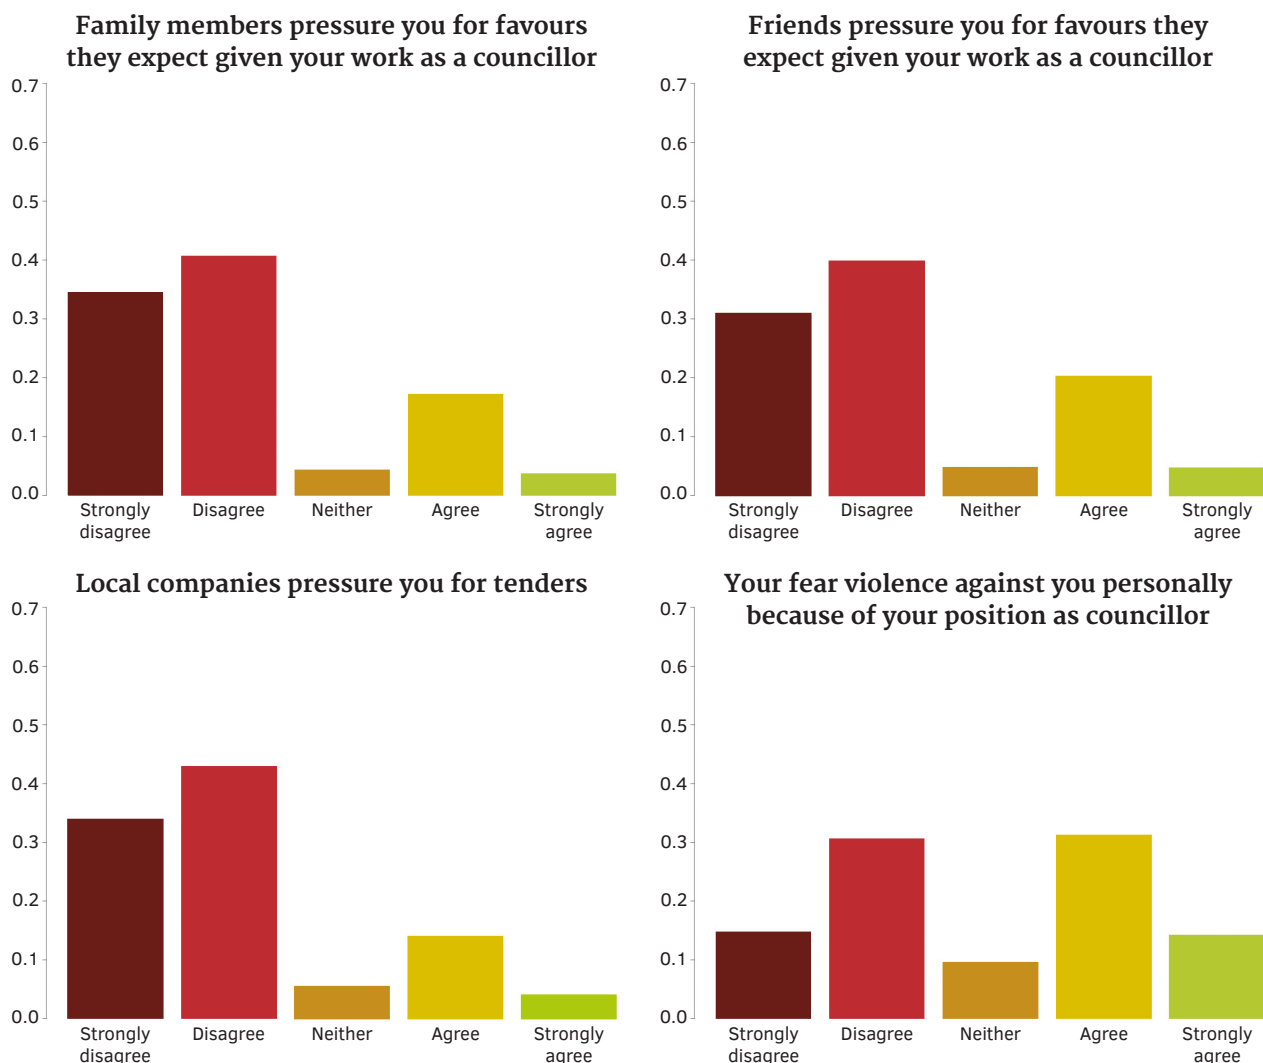 Family members pressure you for favours
they expect given your work as a councillor
0.7
0.6
0.5
0.4
0.3
0.2
0.1
0.0
Strongly
disagree
Disagree
Neither
Agree
Strongly
agree
Friends pressure you for favours they
expect given your work as a councillor
0.7
0.6
0.5
0.4
0.3
0.2
0.1
0.0
Strongly
disagree
Disagree
Neither
Agree
Strongly
agree
Local companies pressure you for tenders
0.7
0.6
0.5
0.4
0.3
0.2
0.1
0.0
Strongly
disagree
Disagree
Neither
Agree
Strongly
agree
Your fear violence against you personally
because of your position as councillor
0.7
0.6
0.5
0.4
0.3
0.2
0.1
0.0
Strongly
disagree
Disagree
Neither
Agree
Strongly
agree